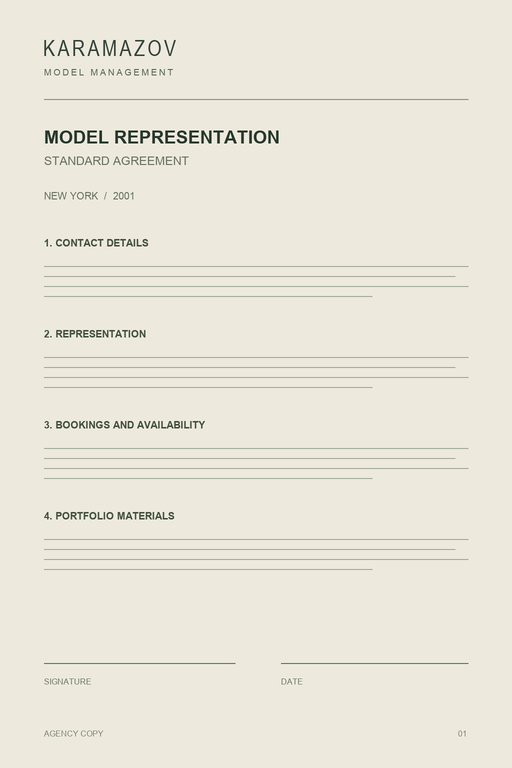 KARAMAZOV
MODEL MANAGEMENT
MODEL REPRESENTATION
STANDARD AGREEMENT
NEW YORK / 2001
1. CONTACT DETAILS
2. REPRESENTATION
3. BOOKINGS AND AVAILABILITY
4. PORTFOLIO MATERIALS
SIGNATURE
DATE
AGENCY COPY
01